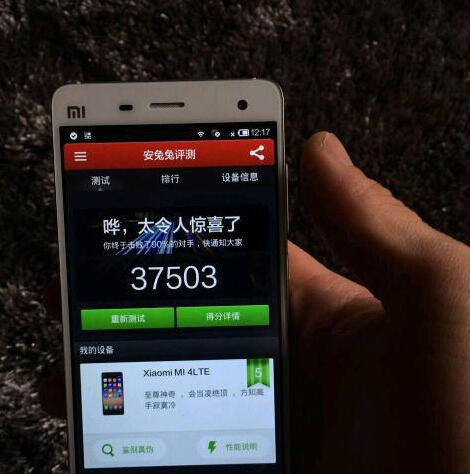 mi
12:17
安兔兔评测
测试 排行 设备信息
哗，太令人惊喜了
你终于击败了90%的对手，快通知大家
37503
重新测试 得分详情
我的设备
Xiaomi MI 4LTE
5
至尊神奇，会当凌绝顶，方知高
手寂寞冷
鉴别真伪 性能说明